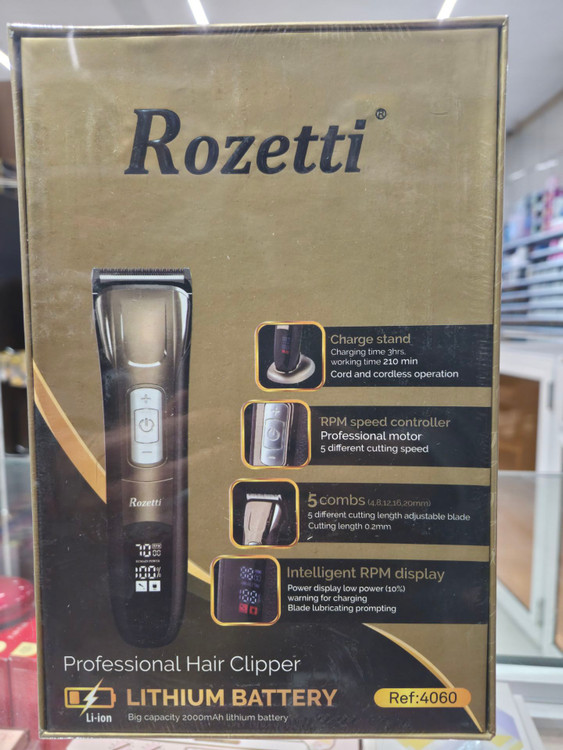 Rozetti®
Charge stand
Charging time 3hrs.
working time 210 min
Cord and cordless operation
RPM speed controller
Professional motor
5 different cutting speed
5 combs (4,8,12,16,20mm)
5 different cutting length adjustable blade
Cutting length 0.2mm
Intelligent RPM display
Power display low power (10%)
warning for charging
Blade lubricating prompting
Rozetti
7000 RPM
100%
Professional Hair Clipper
LITHIUM BATTERY
Li-ion
Big capacity 2000mAh lithium battery
Ref:4060